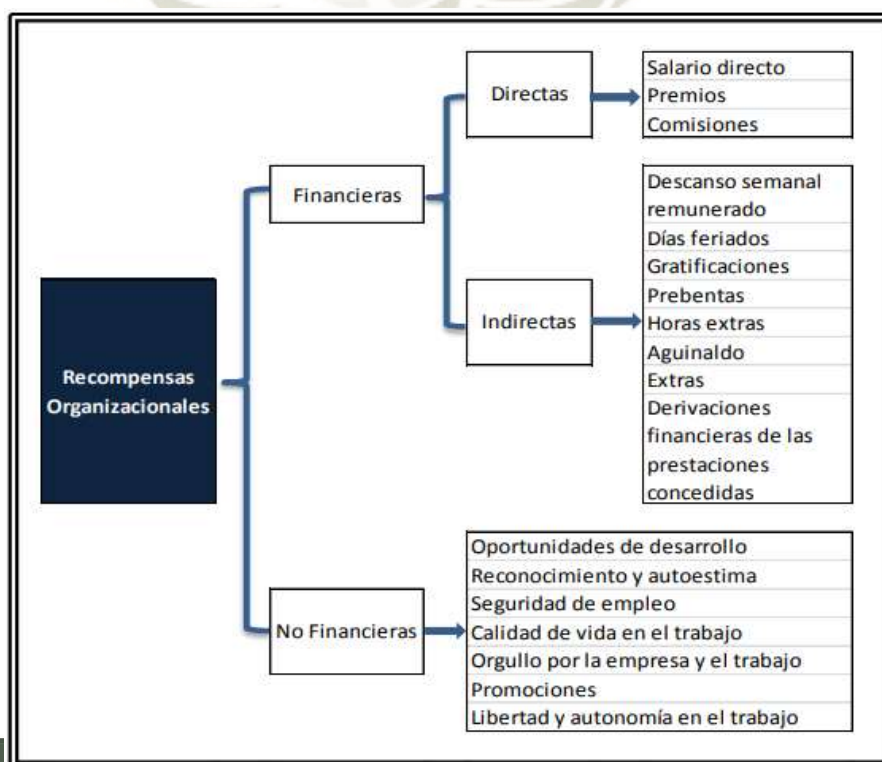 Recompensas
Organizacionales
Financieras
Directas
Salario directo
Premios
Comisiones
Indirectas
Descanso semanal
remunerado
Días feriados
Gratificaciones
Prebentas
Horas extras
Aguinaldo
Extras
Derivaciones
financieras de las
prestaciones
concedidas
No Financieras
Oportunidades de desarrollo
Reconocimiento y autoestima
Seguridad de empleo
Calidad de vida en el trabajo
Orgullo por la empresa y el trabajo
Promociones
Libertad y autonomía en el trabajo